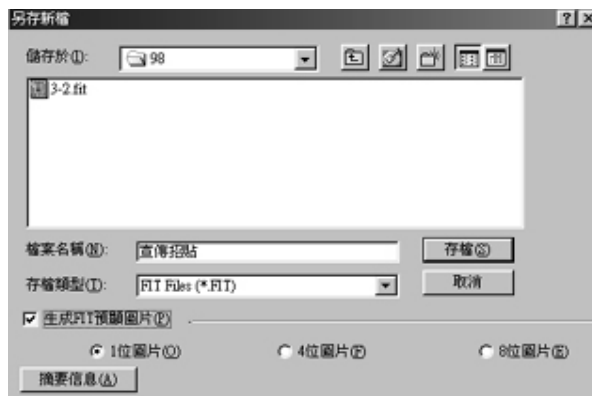 另存新檔
儲存於(I): 98
3-2.fit
檔案名稱(N): 宣傳招貼 存檔(S)
存檔類型(T): FIT Files (*.FIT) 取消
生成FIT預顯圖片(P)
1位圖片(O) 4位圖片(F) 8位圖片(E)
摘要信息(A)